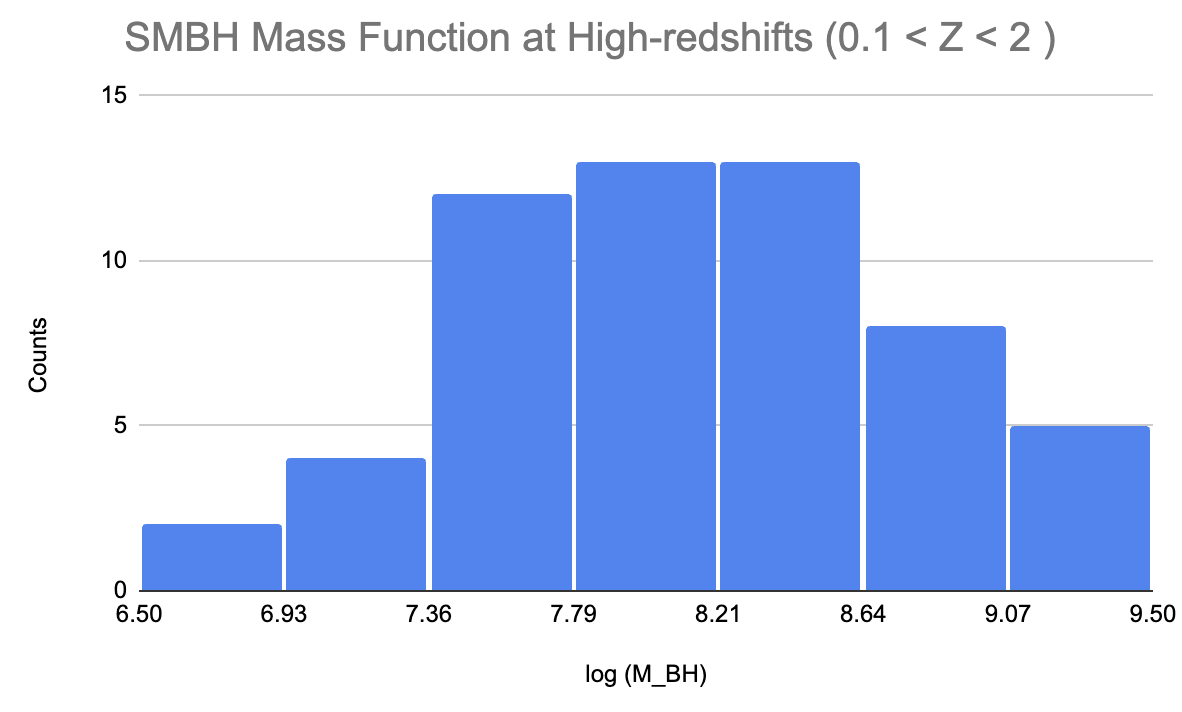 SMBH Mass Function at High-redshifts (0.1 < Z < 2 )
15
10
5
0
Counts
6.50 6.93 7.36 7.79 8.21 8.64 9.07 9.50
log (M_BH)